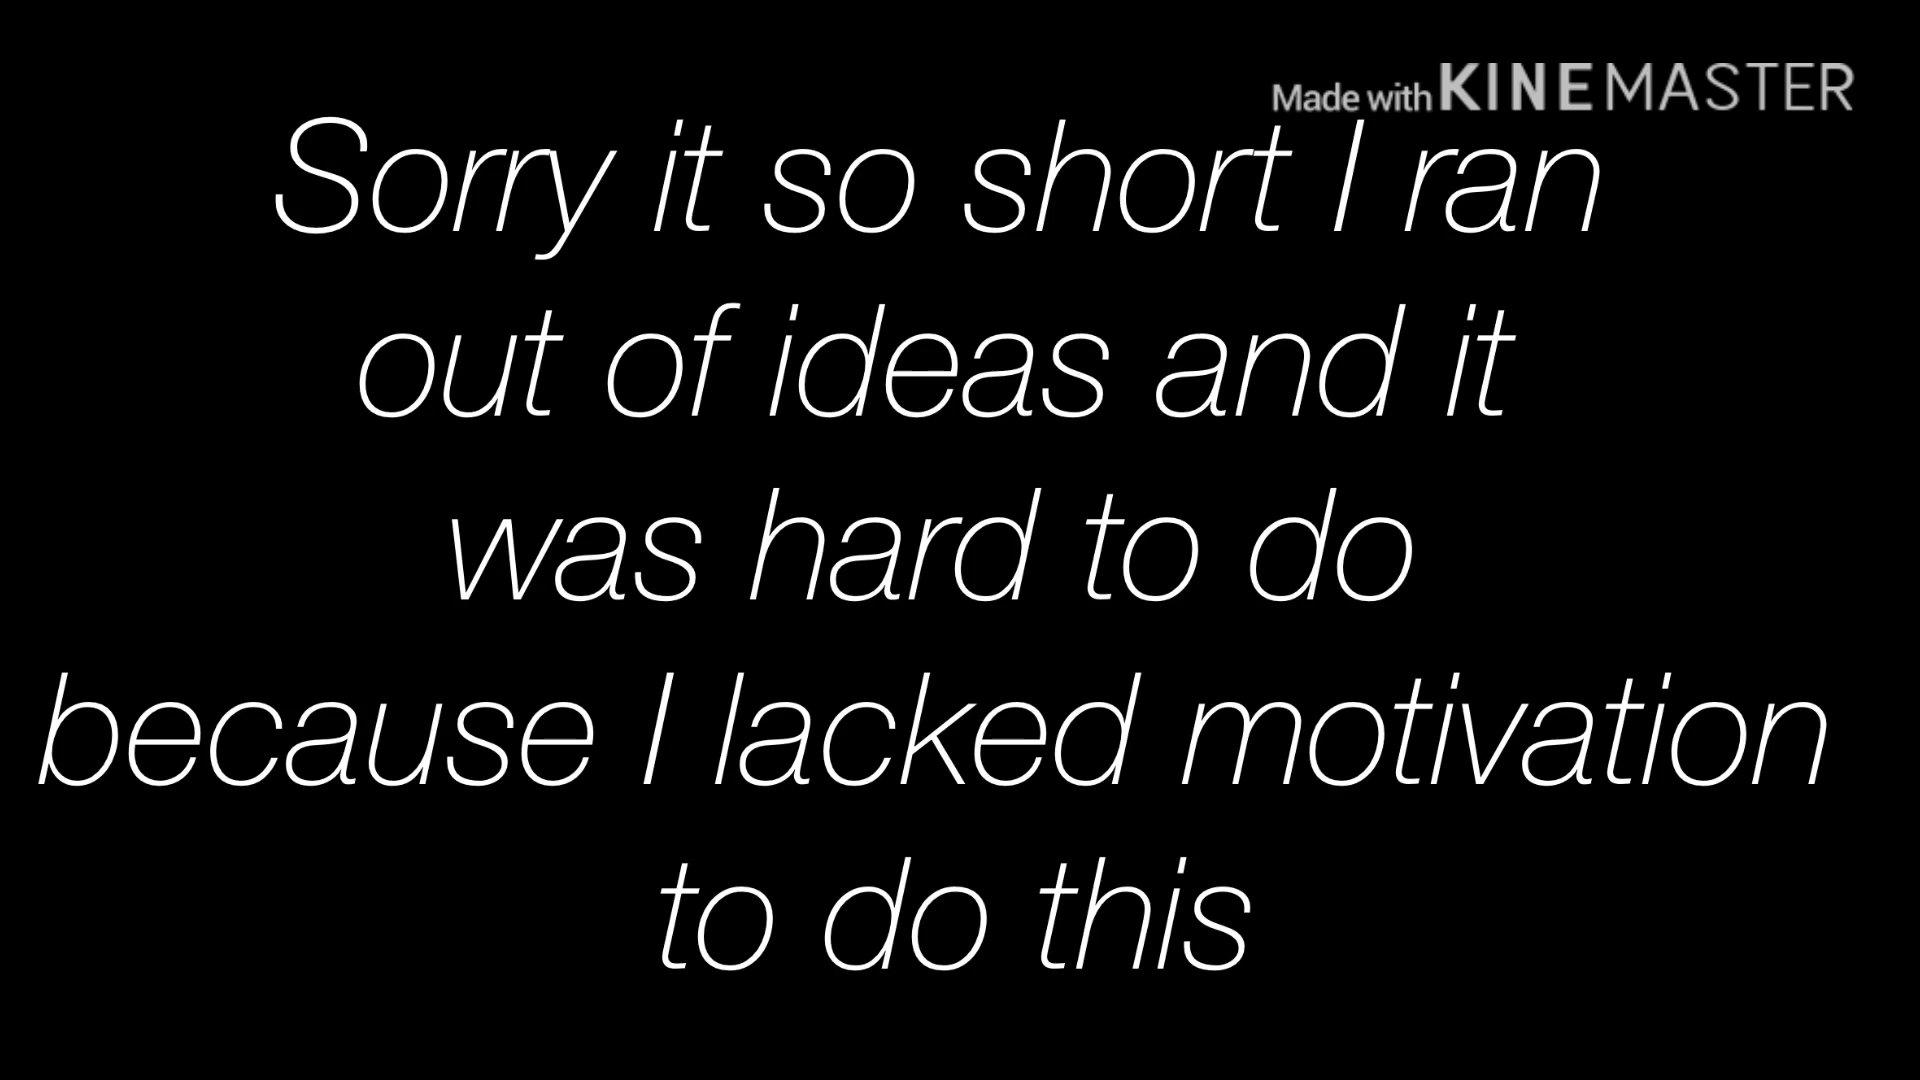 Made with KINEMASTER
Sorry it so short I ran
out of ideas and it
was hard to do
because I lacked motivation
to do this